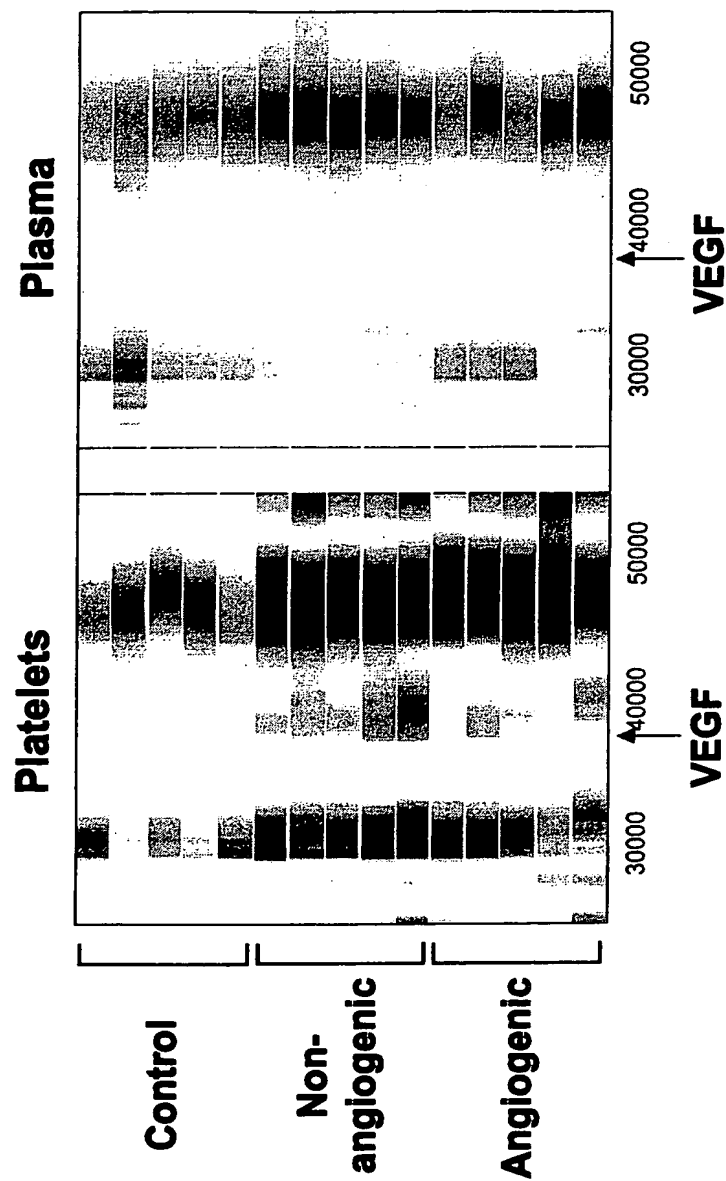 Platelets
Plasma
Control
Non-
angiogenic
Angiogenic
30000
40000
50000
30000
40000
50000
VEGF
VEGF